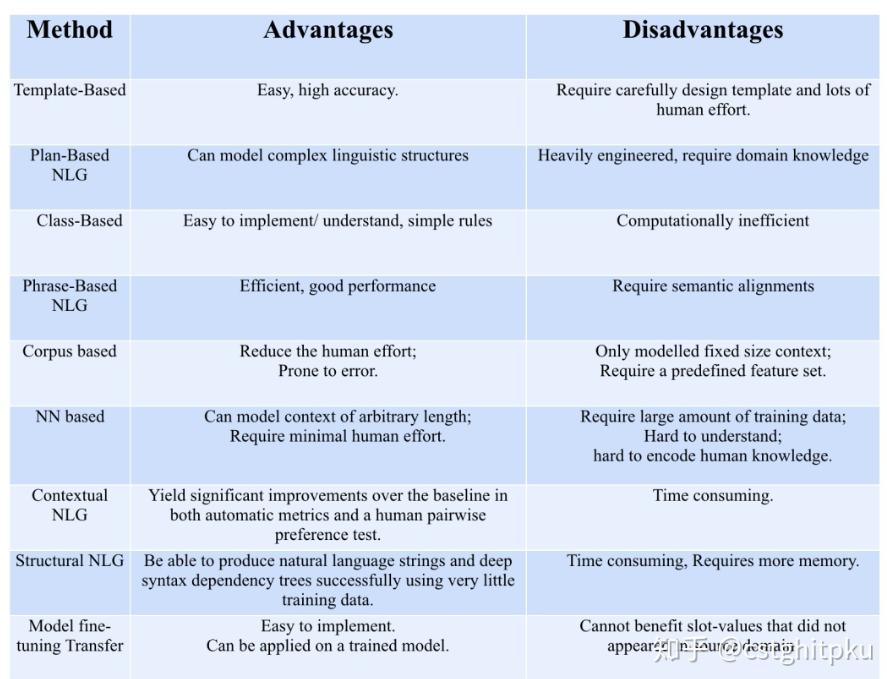 Method Advantages Disadvantages
Template-Based Easy, high accuracy. Require carefully design template and lots of
human effort.
Plan-Based Can model complex linguistic structures Heavily engineered, require domain knowledge
NLG
Class-Based Easy to implement/ understand, simple rules Computationally inefficient
Phrase-Based Efficient, good performance Require semantic alignments
NLG
Corpus based Reduce the human effort; Only modelled fixed size context;
Prone to error. Require a predefined feature set.
NN based Can model context of arbitrary length; Require large amount of training data;
Require minimal human effort. Hard to understand;
hard to encode human knowledge.
Contextual Yield significant improvements over the baseline in Time consuming.
NLG both automatic metrics and a human pairwise
preference test.
Structural NLG Be able to produce natural language strings and deep Time consuming, Requires more memory.
syntax dependency trees successfully using very little
training data.
Model fine- Easy to implement. Cannot benefit slot-values that did not
tuning Transfer Can be applied on a trained model. appeared in source domain
知乎 @cstghitpku